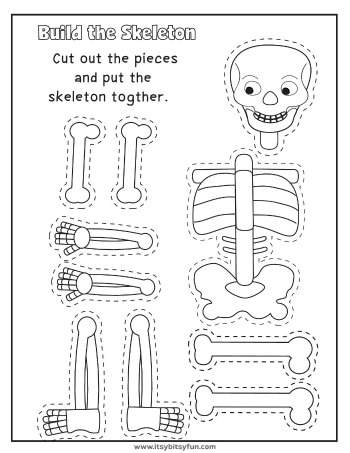 Build the Skeleton
Cut out the pieces
and put the
skeleton togther.
www.itsybitsyfun.com